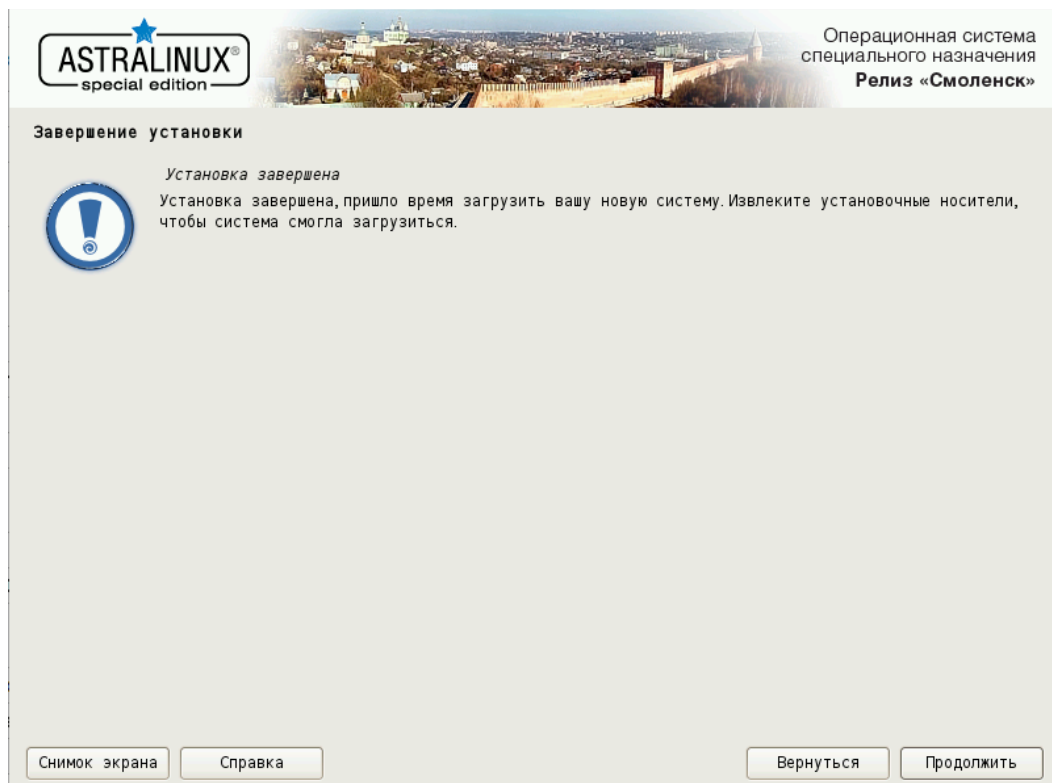 ASTRALINUX®
special edition
Операционная система
специального назначения
Релиз «Смоленск»
Завершение установки
Установка завершена
Установка завершена, пришло время загрузить вашу новую систему. Извлеките установочные носители,
чтобы система смогла загрузиться.
Снимок экрана
Справка
Вернуться
Продолжить